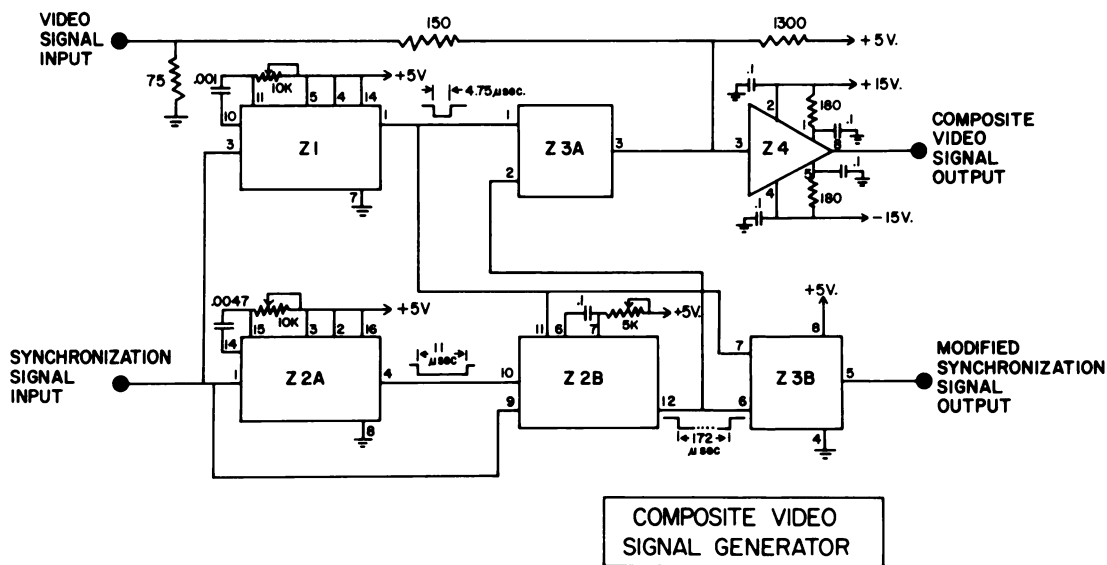 VIDEO
SIGNAL
INPUT
150
1300
+5V.
75
.001
10K
+5V
11
5
4
14
10
3
Z1
1
7
4.75µsec.
1
2
Z3A
3
3
Z4
2
4
1
5
8
.1
+15V.
180
.1
.1
180
.1
-15V.
COMPOSITE
VIDEO
SIGNAL
OUTPUT
SYNCHRONIZATION
SIGNAL
INPUT
.0047
10K
+5V
15
3
2
16
14
1
Z2A
4
8
11
µsec
11
6
7
.1
5K
+5V.
10
9
Z2B
12
172
µsec
+5V.
8
7
6
Z3B
5
4
MODIFIED
SYNCHRONIZATION
SIGNAL
OUTPUT
COMPOSITE VIDEO
SIGNAL GENERATOR